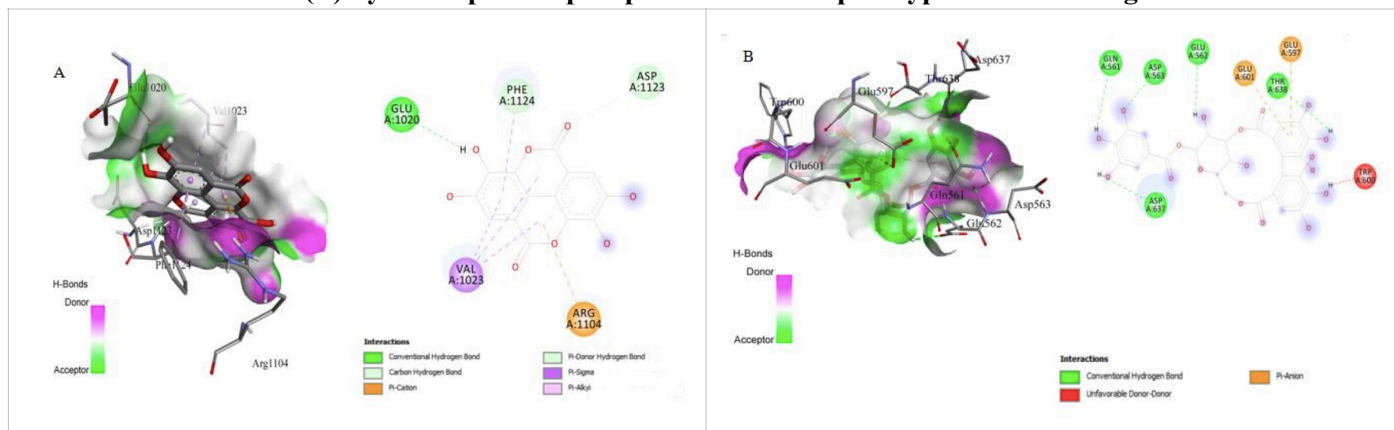 A
Glu1020
Val1023
Asp1123
Phe1124
Arg1104
H-Bonds
Donor
Acceptor
GLU
A:1020
PHE
A:1124
ASP
A:1123
VAL
A:1023
ARG
A:1104
Interactions
Conventional Hydrogen Bond
Carbon Hydrogen Bond
Pi-Cation
Pi-Donor Hydrogen Bond
Pi-Sigma
Pi-Alkyl
B
Asp637
Thr638
Glu597
Trp600
Glu601
Gln561
Asp563
Glu562
H-Bonds
Donor
Acceptor
GLN
A:561
ASP
A:563
GLU
A:562
GLU
A:601
GLU
A:597
THR
A:638
TRP
A:600
ASP
A:637
Interactions
Conventional Hydrogen Bond
Unfavorable Donor-Donor
Pi-Anion